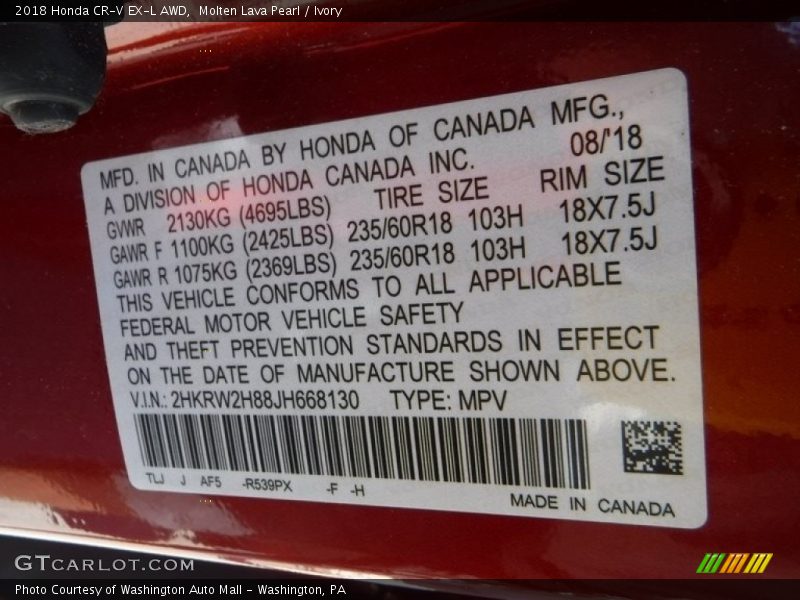 2018 Honda CR-V EX-L AWD,  Molten Lava Pearl / Ivory
MFD. IN CANADA BY HONDA OF CANADA MFG.,
A DIVISION OF HONDA CANADA INC. 08/'18
GVWR 2130KG (4695LBS) TIRE SIZE RIM SIZE
GAWR F 1100KG (2425LBS) 235/60R18 103H 18X7.5J
GAWR R 1075KG (2369LBS) 235/60R18 103H 18X7.5J
THIS VEHICLE CONFORMS TO ALL APPLICABLE
FEDERAL MOTOR VEHICLE SAFETY
AND THEFT PREVENTION STANDARDS IN EFFECT
ON THE DATE OF MANUFACTURE SHOWN ABOVE.
V.I.N.: 2HKRW2H88JH668130 TYPE: MPV
TLJ J AF5 -R539PX -F -H
MADE IN CANADA
GTCARLOT.COM
Photo Courtesy of Washington Auto Mall - Washington, PA